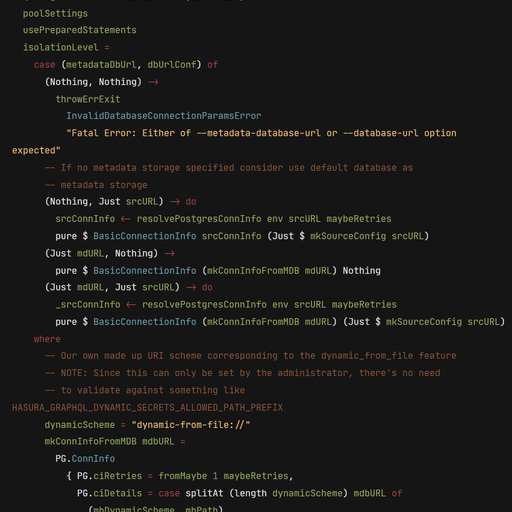 poolSettings
usePreparedStatements
isolationLevel =
case (metadataDbUrl, dbUrlConf) of
(Nothing, Nothing) ->
throwErrExit
InvalidDatabaseConnectionParamsError
"Fatal Error: Either of --metadata-database-url or --database-url option
expected"
-- If no metadata storage specified consider use default database as
-- metadata storage
(Nothing, Just srcURL) -> do
srcConnInfo <- resolvePostgresConnInfo env srcURL maybeRetries
pure $ BasicConnectionInfo srcConnInfo (Just $ mkSourceConfig srcURL)
(Just mdURL, Nothing) ->
pure $ BasicConnectionInfo (mkConnInfoFromMDB mdURL) Nothing
(Just mdURL, Just srcURL) -> do
_srcConnInfo <- resolvePostgresConnInfo env srcURL maybeRetries
pure $ BasicConnectionInfo (mkConnInfoFromMDB mdURL) (Just $ mkSourceConfig srcURL)
where
-- Our own made up URI scheme corresponding to the dynamic_from_file feature
-- NOTE: Since this can only be set by the administrator, there's no need
-- to validate against something like
HASURA_GRAPHQL_DYNAMIC_SECRETS_ALLOWED_PATH_PREFIX
dynamicScheme = "dynamic-from-file://"
mkConnInfoFromMDB mdbURL =
PG.ConnInfo
{ PG.ciRetries = fromMaybe 1 maybeRetries,
PG.ciDetails = case splitAt (length dynamicScheme) mdbURL of
(mbDynamicScheme, mbPath)